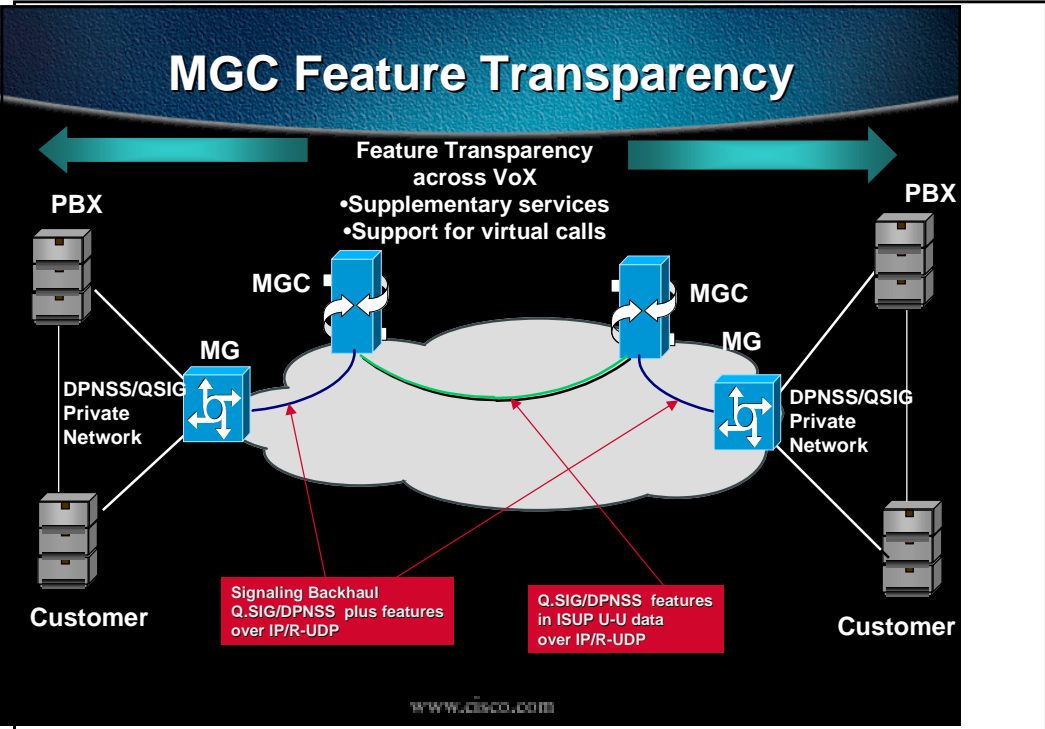 MGC Feature Transparency
Feature Transparency
across VoX
•Supplementary services
•Support for virtual calls
PBX
PBX
MGC
MGC
MG
MG
DPNSS/QSIG
Private
Network
DPNSS/QSIG
Private
Network
Signaling Backhaul
Q.SIG/DPNSS plus features
over IP/R-UDP
Q.SIG/DPNSS features
in ISUP U-U data
over IP/R-UDP
Customer
Customer
www.cisco.com